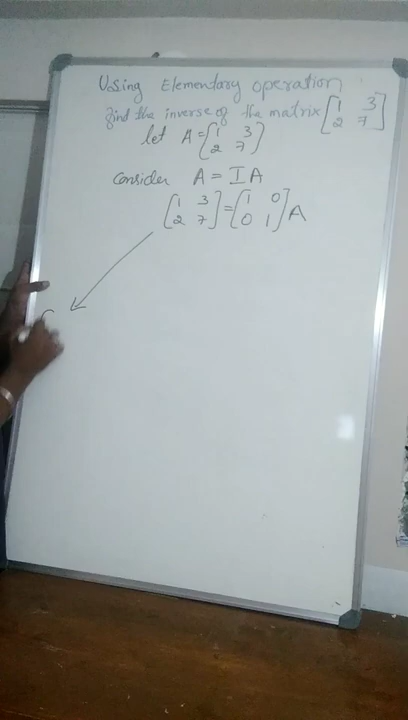 Using Elementary operation
find the inverse of the matrix [1 3
2 7]
let A = [1 3
2 7]
Consider A = IA
[1 3
2 7] = [1 0
0 1] A